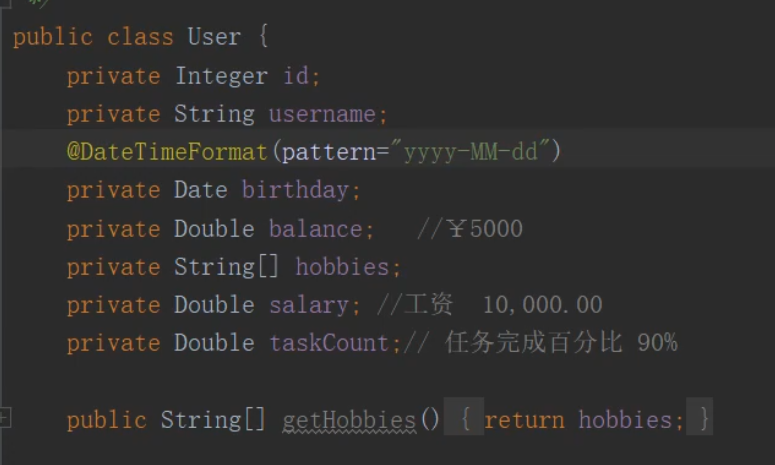 */
public class User {
private Integer id;
private String username;
@DateTimeFormat(pattern="yyyy-MM-dd")
private Date birthday;
private Double balance; //￥5000
private String[] hobbies;
private Double salary; //工资 10,000.00
private Double taskCount;// 任务完成百分比 90%
public String[] getHobbies() { return hobbies; }